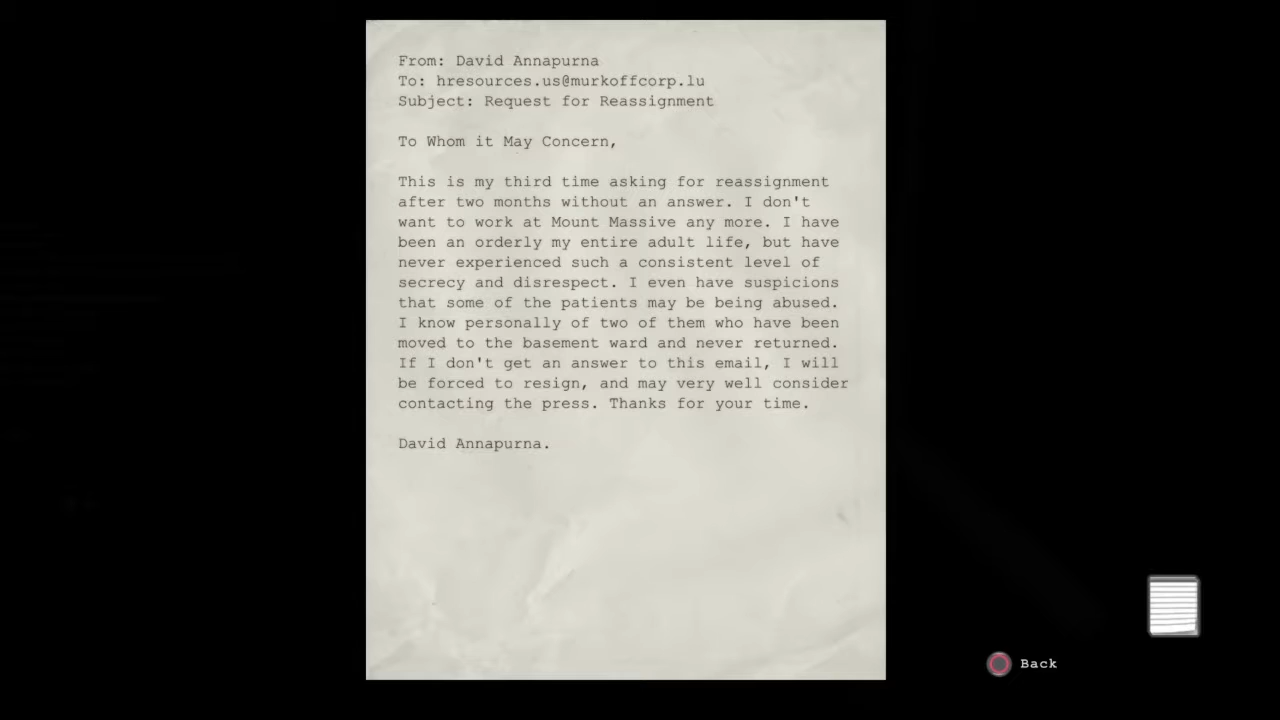 From: David Annapurna
To: hresources.us@murkoffcorp.lu
Subject: Request for Reassignment
To Whom it May Concern,
This is my third time asking for reassignment
after two months without an answer. I don't
want to work at Mount Massive any more. I have
been an orderly my entire adult life, but have
never experienced such a consistent level of
secrecy and disrespect. I even have suspicions
that some of the patients may be being abused.
I know personally of two of them who have been
moved to the basement ward and never returned.
If I don't get an answer to this email, I will
be forced to resign, and may very well consider
contacting the press. Thanks for your time.
David Annapurna.
Back